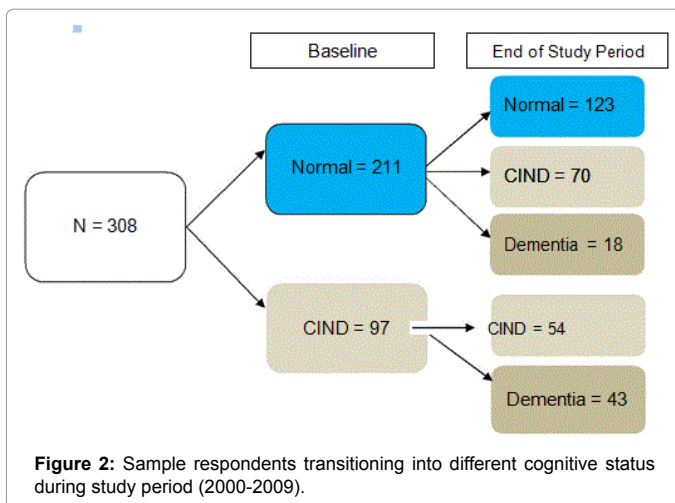 Baseline
End of Study Period
N = 308
Normal = 211
Normal = 123
CIND = 70
Dementia = 18
CIND = 97
CIND = 54
Dementia = 43
Figure 2: Sample respondents transitioning into different cognitive status
during study period (2000-2009).